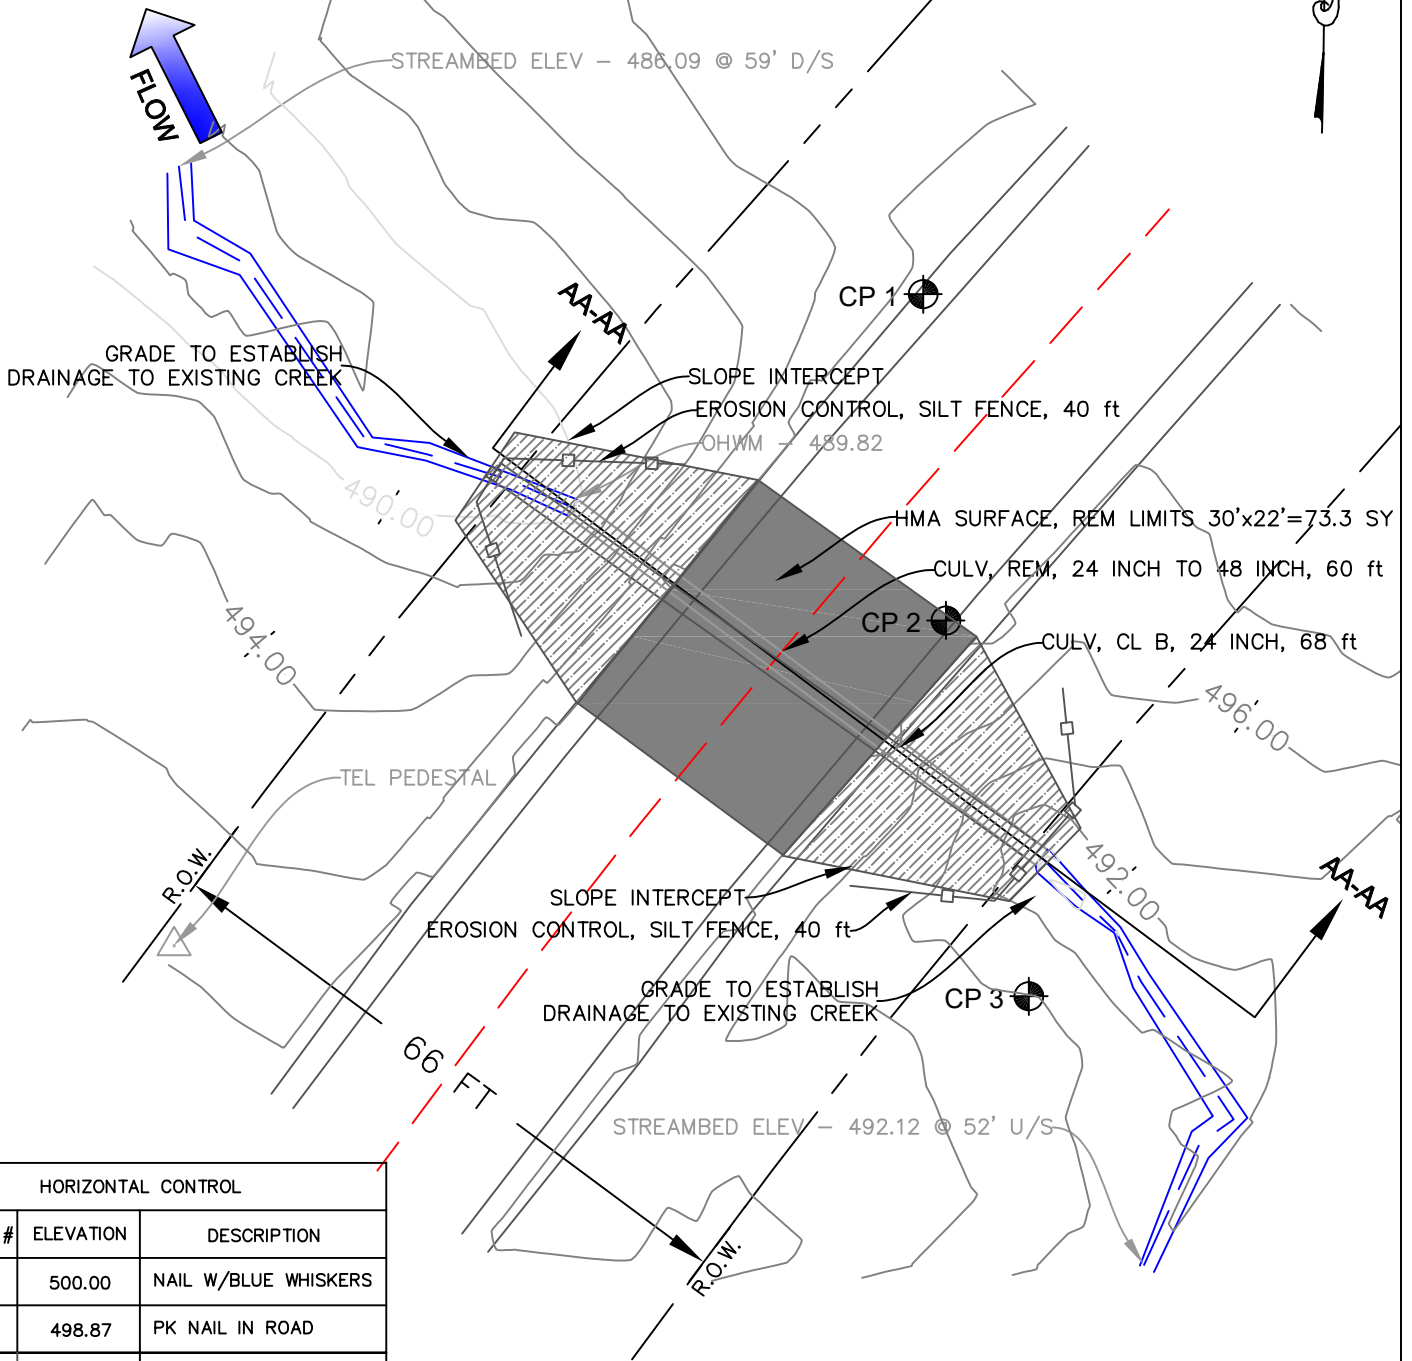 STREAMBED ELEV – 486.09 @ 59' D/S
FLOW
AA-AA
CP 1
GRADE TO ESTABLISH
DRAINAGE TO EXISTING CREEK
SLOPE INTERCEPT
EROSION CONTROL, SILT FENCE, 40 ft
OHWM – 489.82
490.00
HMA SURFACE, REM LIMITS 30'x22'=73.3 SY
CULV, REM, 24 INCH TO 48 INCH, 60 ft
CP 2
CULV, CL B, 24 INCH, 68 ft
494.00
496.00
TEL PEDESTAL
R.O.W.
492.00
AA-AA
SLOPE INTERCEPT
EROSION CONTROL, SILT FENCE, 40 ft
GRADE TO ESTABLISH
DRAINAGE TO EXISTING CREEK
CP 3
66 FT
STREAMBED ELEV – 492.12 @ 52' U/S
R.O.W.
HORIZONTAL CONTROL
# ELEVATION DESCRIPTION
500.00 NAIL W/BLUE WHISKERS
498.87 PK NAIL IN ROAD